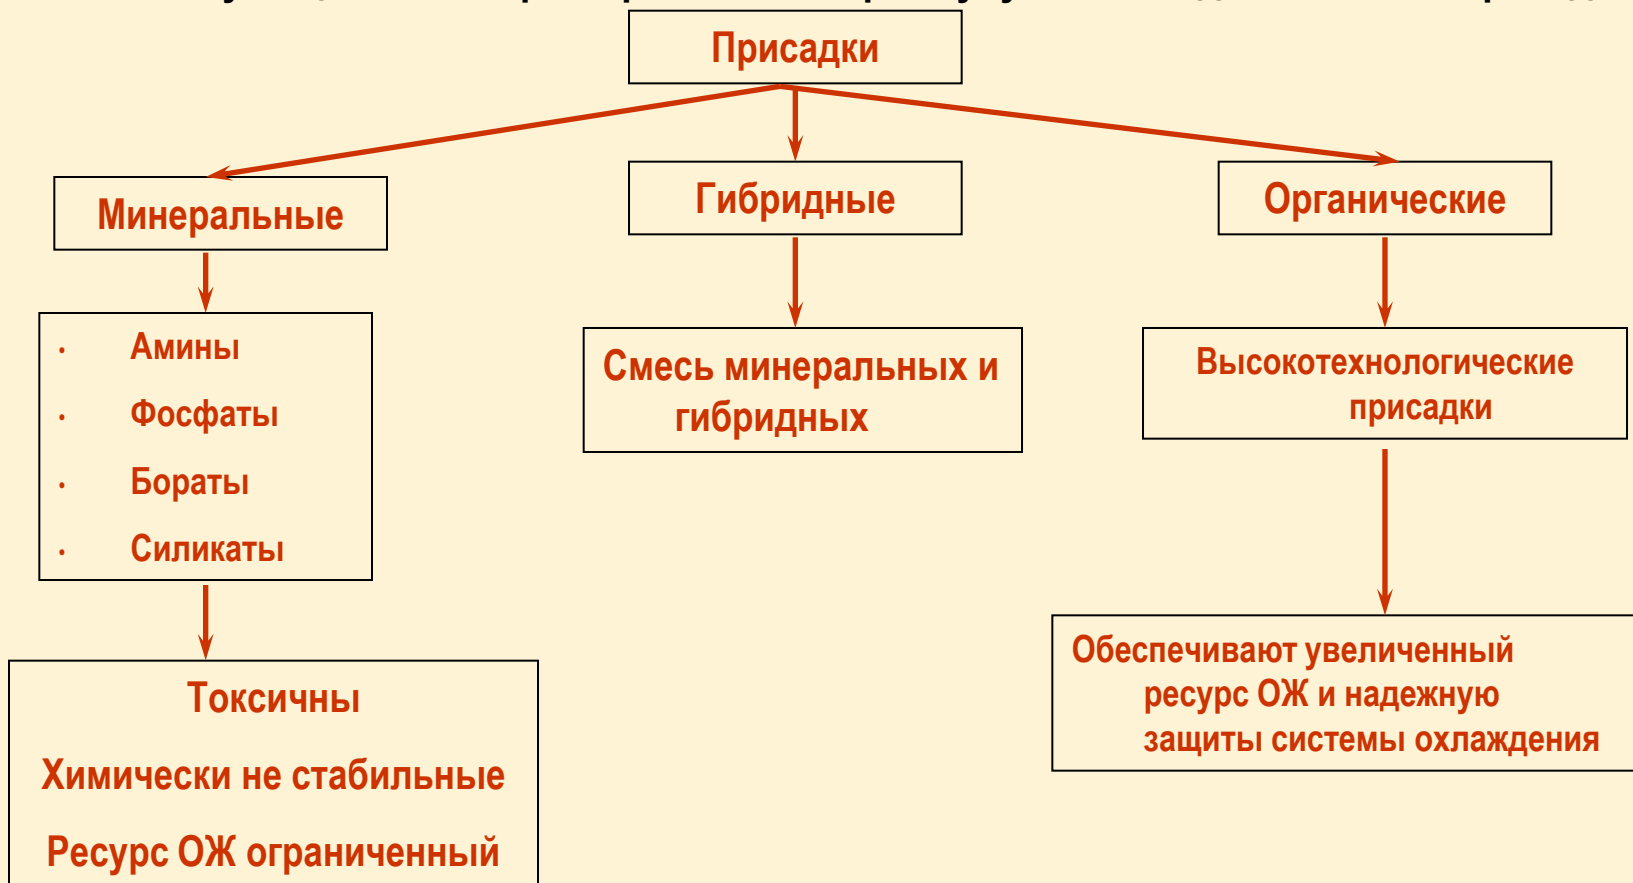 Присадки
Минеральные
Гибридные
Органические
· Амины
· Фосфаты
· Бораты
· Силикаты
Смесь минеральных и
гибридных
Высокотехнологические
присадки
Токсичны
Химически не стабильные
Ресурс ОЖ ограниченный
Обеспечивают увеличенный
ресурс ОЖ и надежную
защиты системы охлаждения